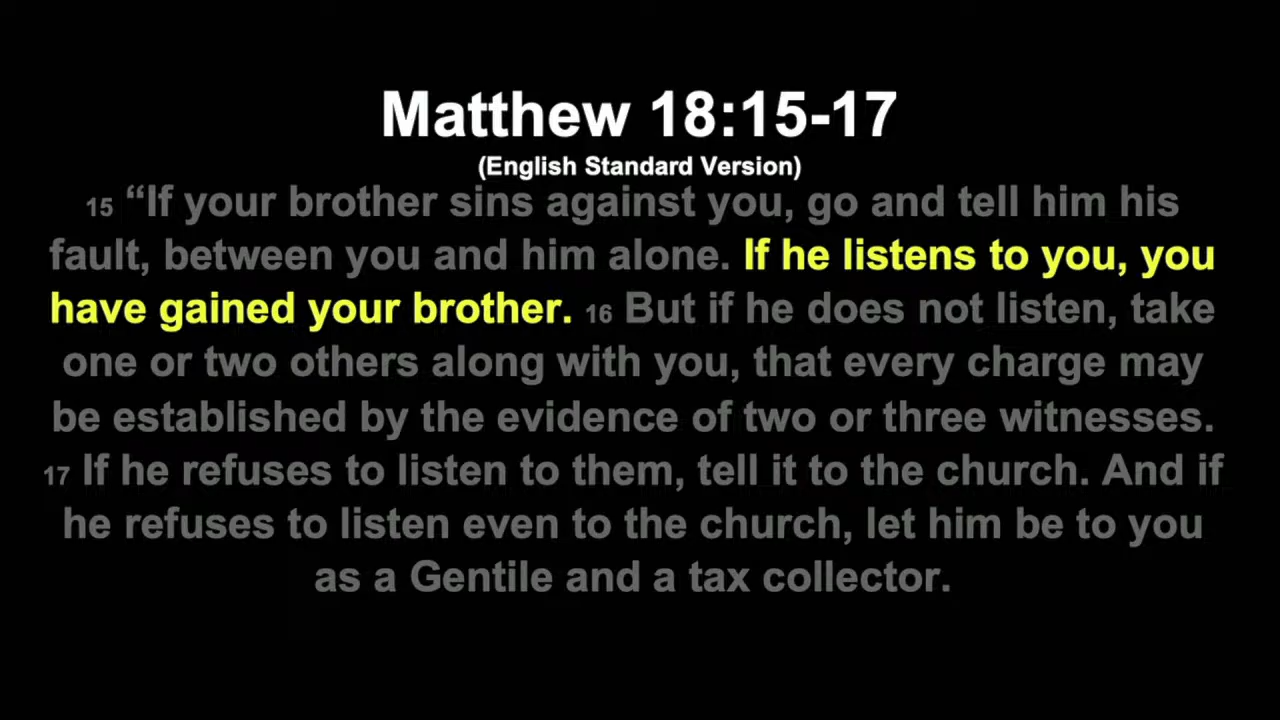 Matthew 18:15-17
(English Standard Version)
15 “If your brother sins against you, go and tell him his
fault, between you and him alone. If he listens to you, you
have gained your brother. 16 But if he does not listen, take
one or two others along with you, that every charge may
be established by the evidence of two or three witnesses.
17 If he refuses to listen to them, tell it to the church. And if
he refuses to listen even to the church, let him be to you
as a Gentile and a tax collector.